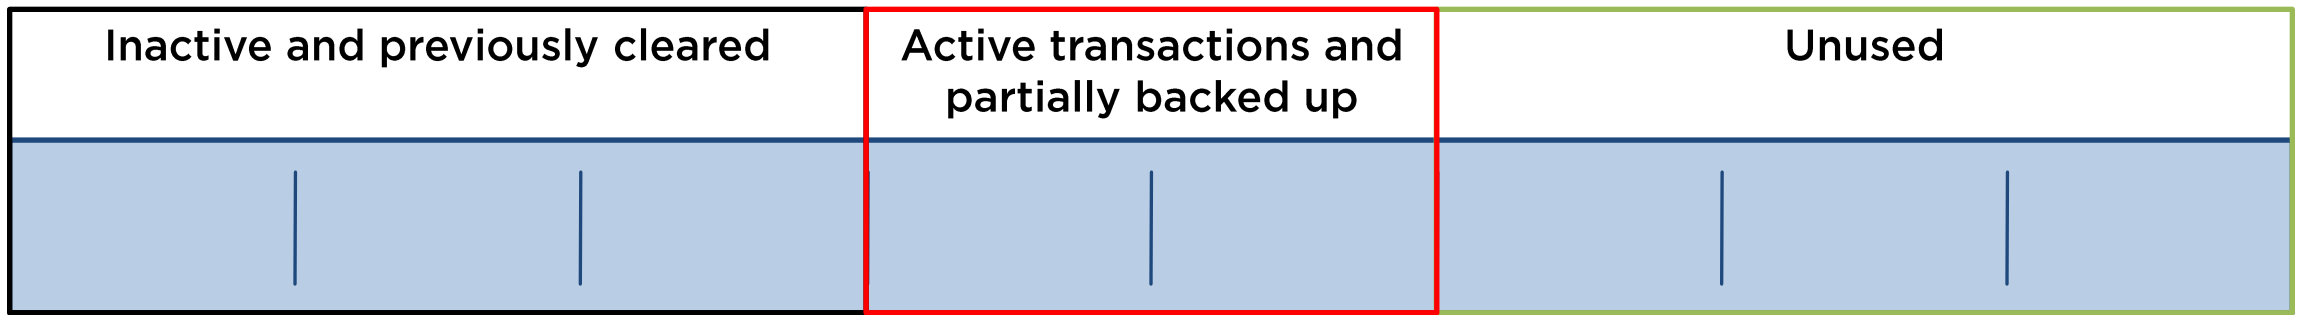 Inactive and previously cleared
Active transactions and
partially backed up
Unused